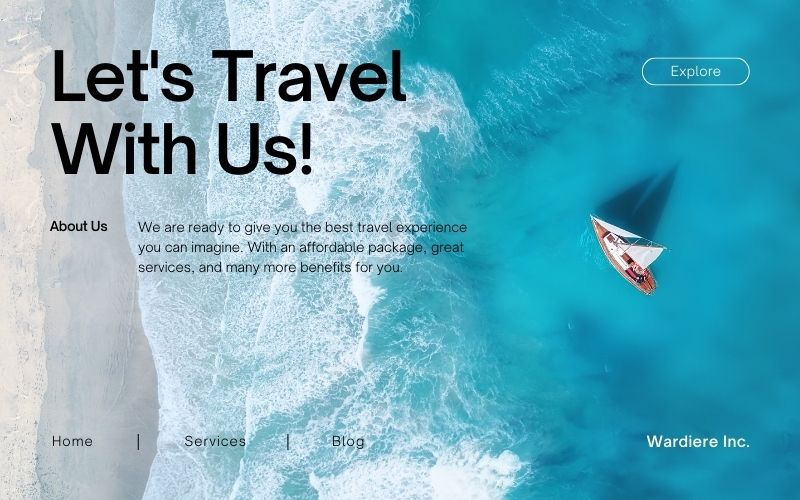 Let's Travel
With Us!
Explore
About Us
We are ready to give you the best travel experience
you can imagine. With an affordable package, great
services, and many more benefits for you.
Home | Services | Blog
Wardiere Inc.